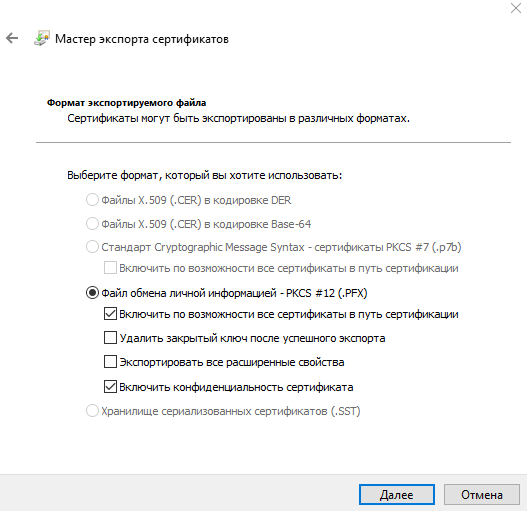 Мастер экспорта сертификатов
Формат экспортируемого файла
Сертификаты могут быть экспортированы в различных форматах.
Выберите формат, который вы хотите использовать:
Файлы X.509 (.CER) в кодировке DER
Файлы X.509 (.CER) в кодировке Base-64
Стандарт Cryptographic Message Syntax - сертификаты PKCS #7 (.p7b)
Включить по возможности все сертификаты в путь сертификации
Файл обмена личной информацией - PKCS #12 (.PFX)
Включить по возможности все сертификаты в путь сертификации
Удалить закрытый ключ после успешного экспорта
Экспортировать все расширенные свойства
Включить конфиденциальность сертификата
Хранилище сериализованных сертификатов (.SST)
Далее
Отмена